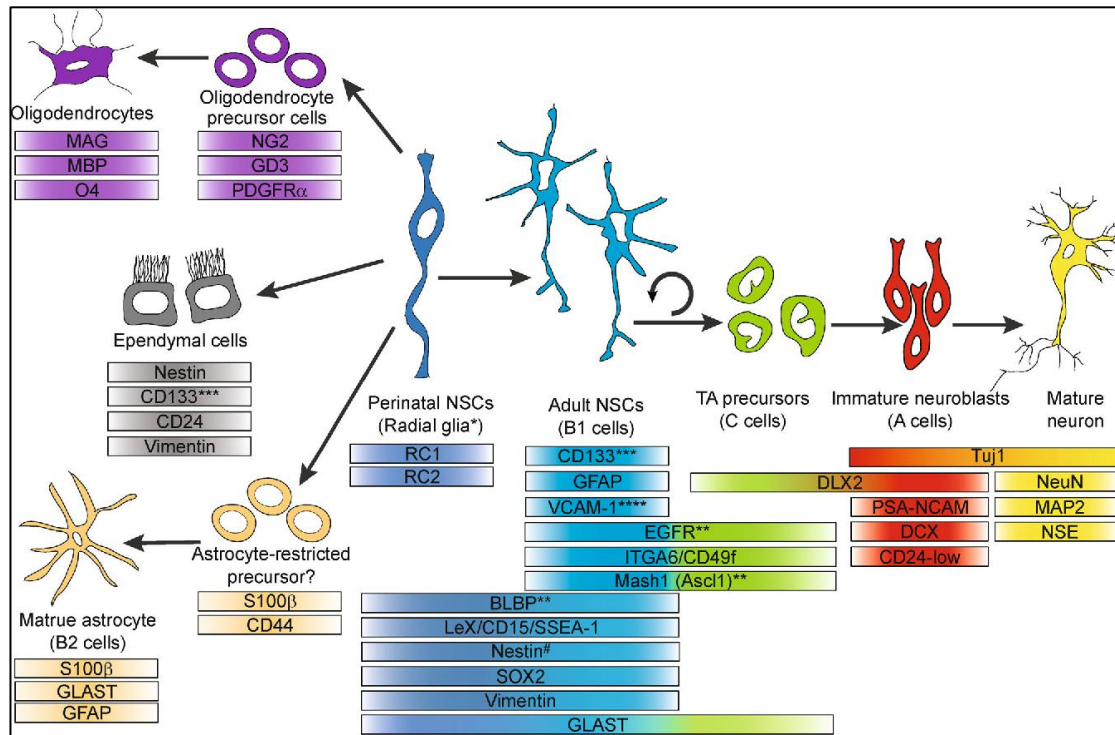 Oligodendrocytes
MAG
MBP
O4
Oligodendrocyte
precursor cells
NG2
GD3
PDGFRα
Ependymal cells
Nestin
CD133***
CD24
Vimentin
Matrue astrocyte
(B2 cells)
S100β
GLAST
GFAP
Astrocyte-restricted
precursor?
S100β
CD44
Perinatal NSCs
(Radial glia*)
RC1
RC2
Adult NSCs
(B1 cells)
CD133***
GFAP
VCAM-1****
EGFR**
ITGA6/CD49f
Mash1 (Ascl1)**
BLBP**
LeX/CD15/SSEA-1
Nestin#
SOX2
Vimentin
GLAST
TA precursors
(C cells)
DLX2
Immature neuroblasts
(A cells)
Tuj1
PSA-NCAM
DCX
CD24-low
Mature
neuron
NeuN
MAP2
NSE